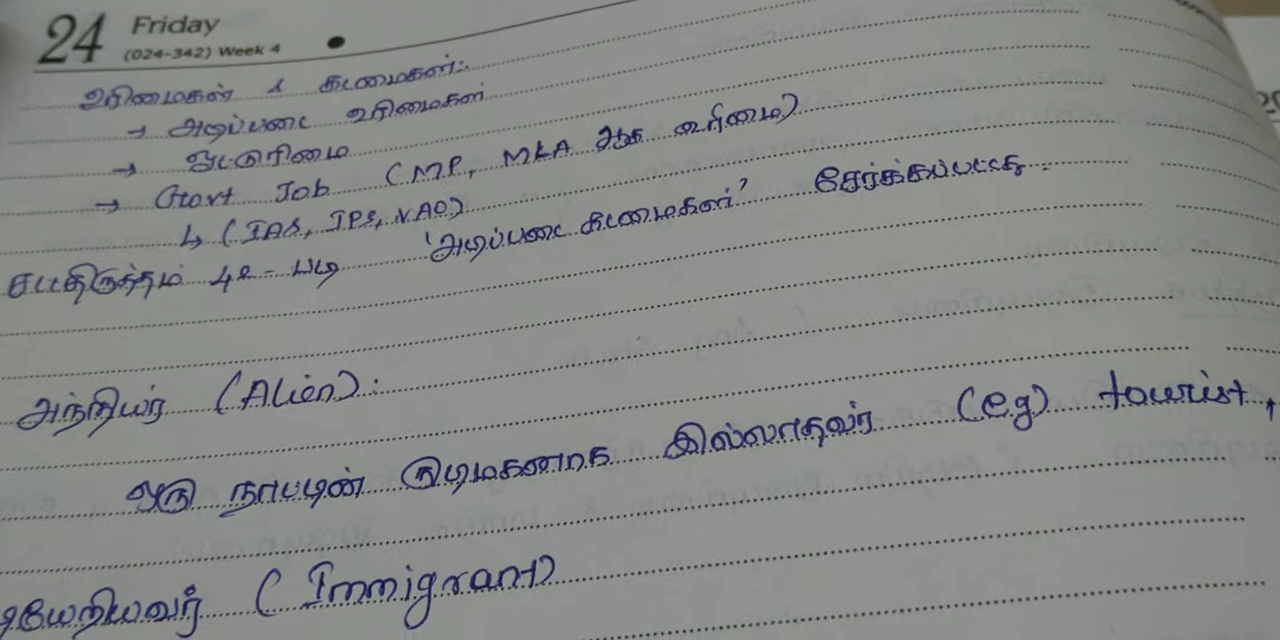 24 Friday
(024-342) Week 4
உரிமைகள் & கடமைகள்:-
→ அடிப்படை உரிமைகள்
→ ஓட்டுரிமை
→ Govt Job (MP, MLA ஆக உரிமை)
↳ (IAS, IPS, VAO)
சட்டதிருத்தம் 42 - படி 'அடிப்படை கடமைகள்' சேர்க்கப்பட்டது.
அந்நியர் (Alien):
ஒரு நாட்டின் குடிமகனாக இல்லாதவர் (e.g) tourist,
டியேறியவர் (Immigrant)